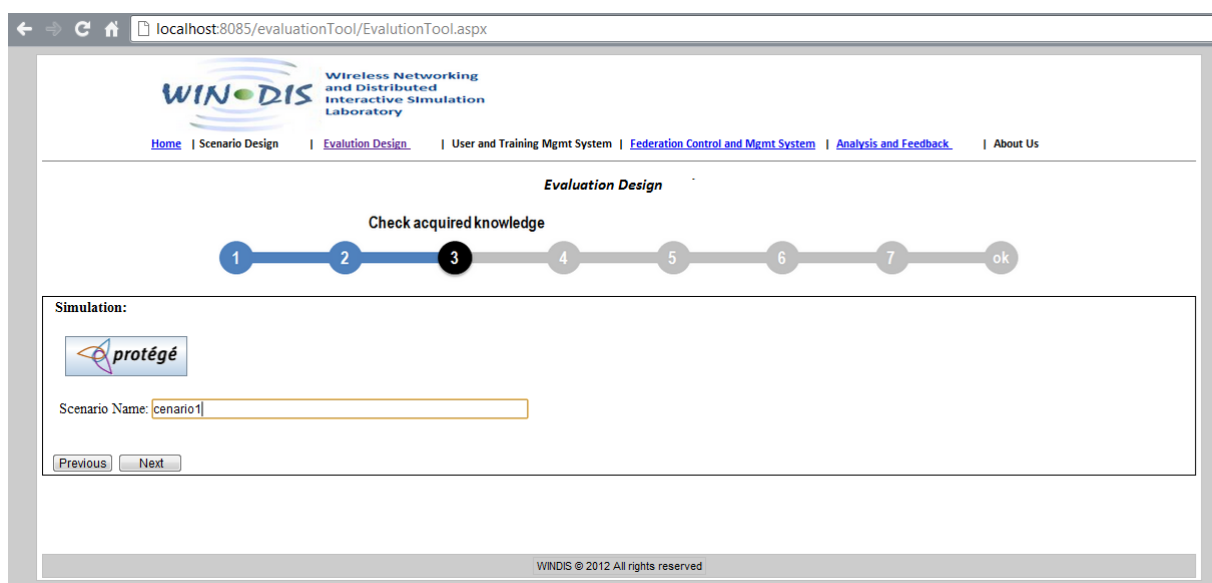 localhost:8085/evaluationTool/EvalutionTool.aspx
WIN DIS
WIreless Networking
and Distributed
Interactive SImulation
Laboratory
Home | Scenario Design | Evalution Design | User and Training Mgmt System | Federation Control and Mgmt System | Analysis and Feedback | About Us
Evaluation Design
Check acquired knowledge
1 2 3 4 5 6 7 ok
Simulation:
protégé
Scenario Name: cenario1
Previous Next
WINDIS © 2012 All rights reserved